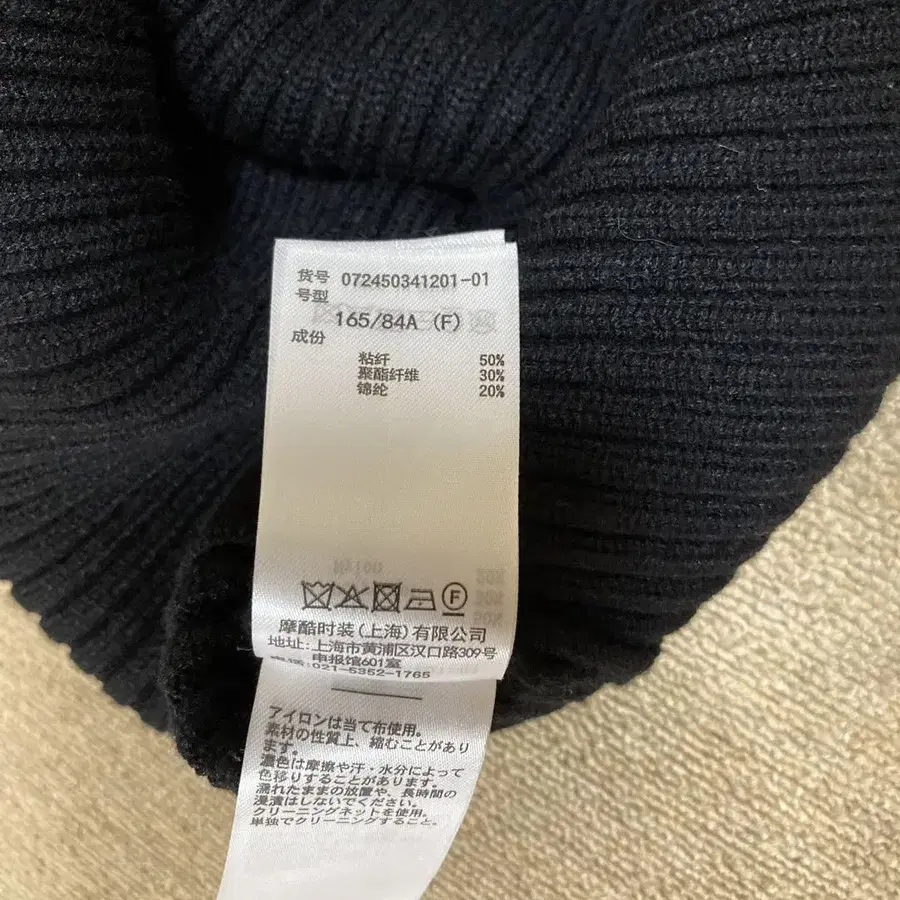 货号 072450341201-01
号型
165/84A (F)
成份
粘纤 50%
聚酯纤维 30%
锦纶 20%
Nylon 20%
30%
50%
F
摩酷时装(上海)有限公司
地址:上海市黄浦区汉口路309号
申报馆601室
电话:021-5352-1765
アイロンは当て布使用。
素材の性質上、縮むことがあり
ます。
濃色は摩擦や汗・水分によって
色移りすることがあります。
濡れたままの放置や、長時間の
浸漬はしないでください。
クリーニングネットを使用。
単独でクリーニングすること。